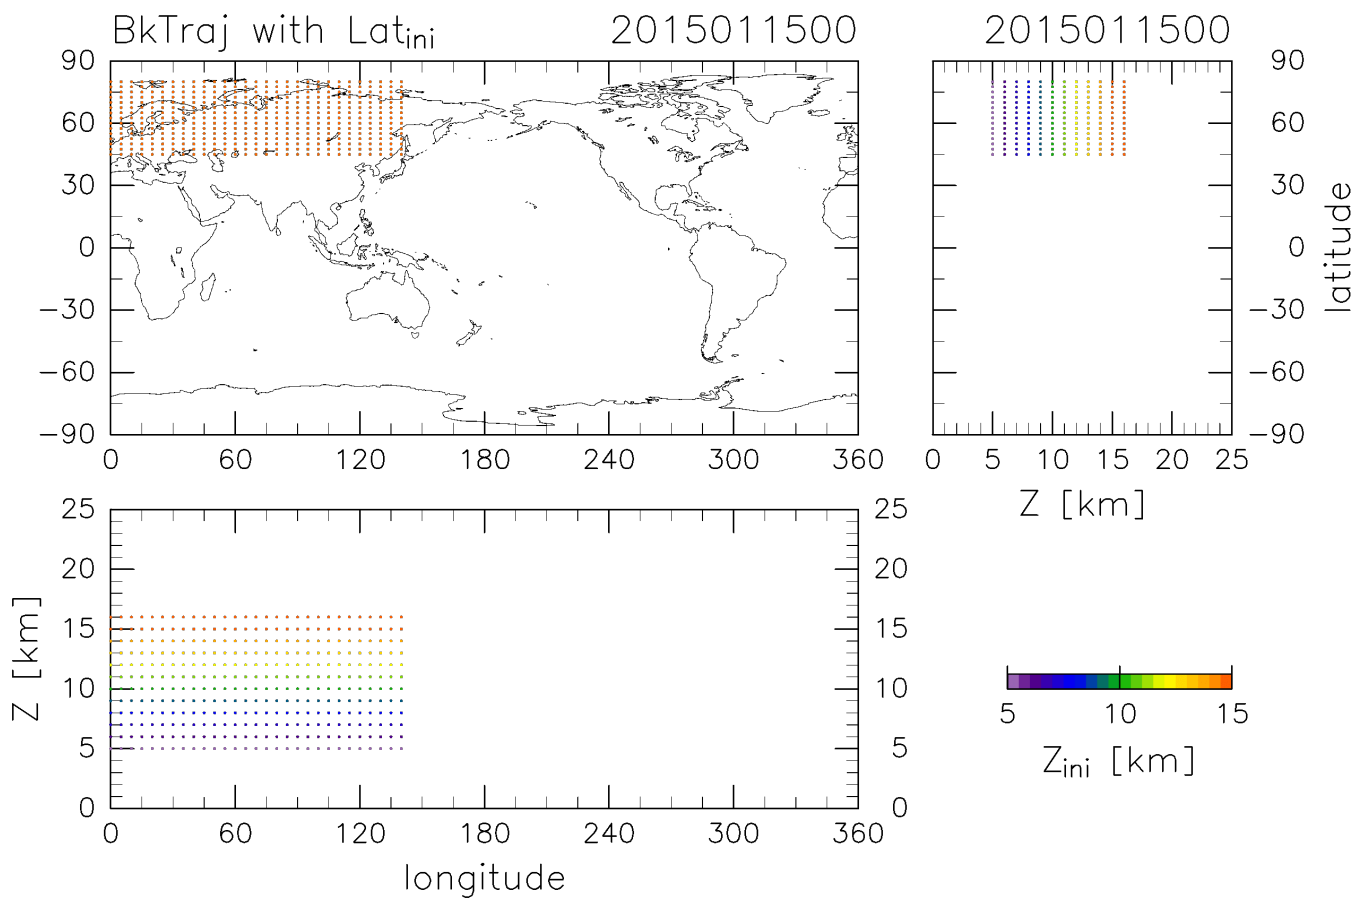 BkTraj with Latini 2015011500 2015011500
90 90
60 60
30 30
0 0
−30 −30
−60 −60
−90 −90
latitude
0 60 120 180 240 300 360 0 5 10 15 20 25
Z [km]
25 25
20 20
15 15
10 10
5 5
0 0
Z [km]
0 60 120 180 240 300 360
longitude
5 10 15
Zini [km]